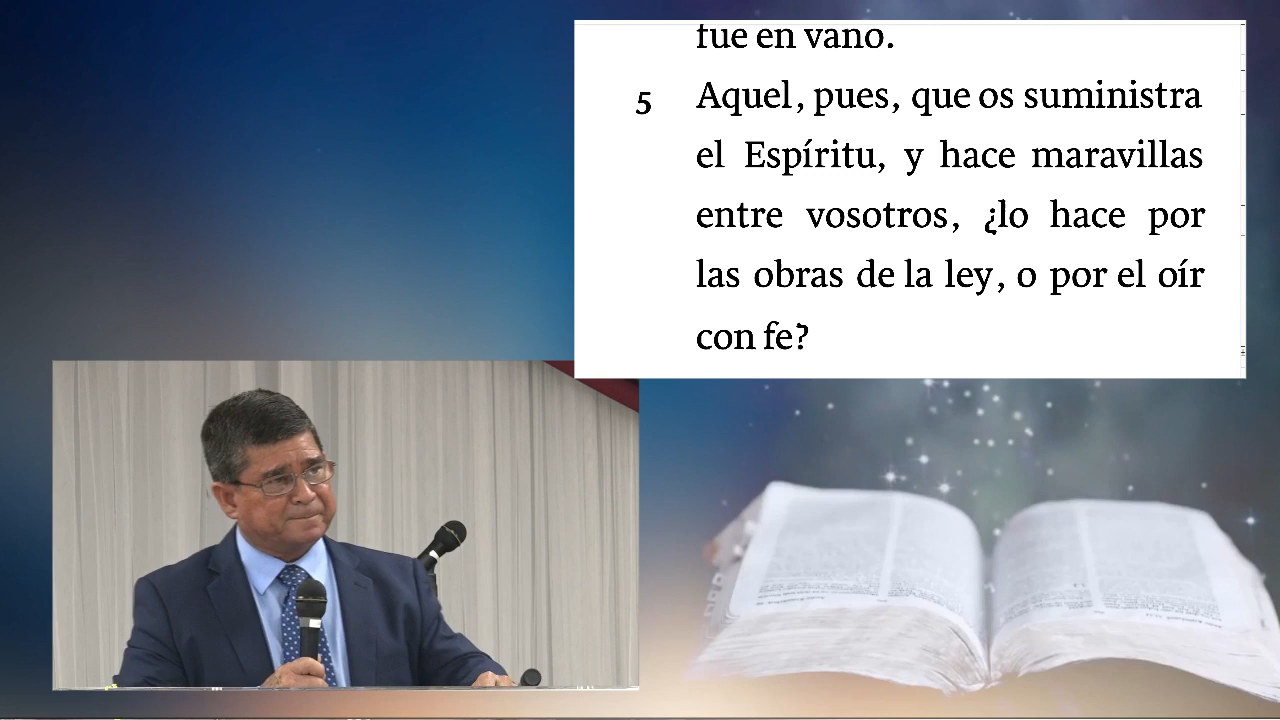 fue en vano.
5 Aquel, pues, que os suministra
el Espíritu, y hace maravillas
entre vosotros, ¿lo hace por
las obras de la ley, o por el oír
con fe?